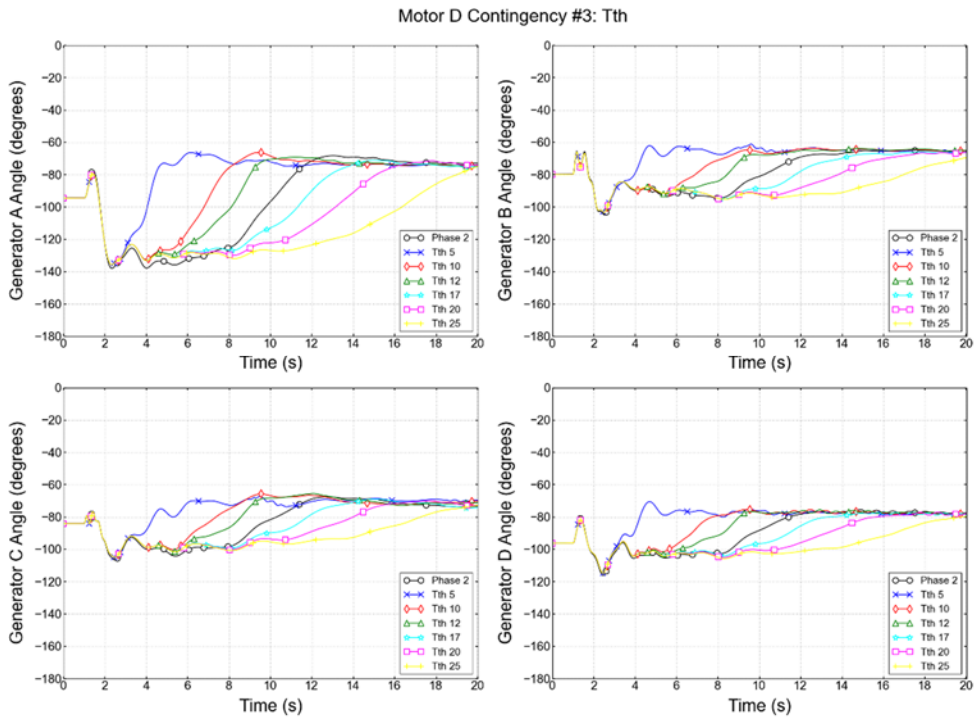 Motor D Contingency #3: Tth
Generator A Angle (degrees)
0
−20
−40
−60
−80
−100
−120
−140
−160
−180
0 2 4 6 8 10 12 14 16 18 20
Time (s)
Phase 2
Tth 5
Tth 10
Tth 12
Tth 17
Tth 20
Tth 25
Generator B Angle (degrees)
0
−20
−40
−60
−80
−100
−120
−140
−160
−180
0 2 4 6 8 10 12 14 16 18 20
Time (s)
Phase 2
Tth 5
Tth 10
Tth 12
Tth 17
Tth 20
Tth 25
Generator C Angle (degrees)
0
−20
−40
−60
−80
−100
−120
−140
−160
−180
0 2 4 6 8 10 12 14 16 18 20
Time (s)
Phase 2
Tth 5
Tth 10
Tth 12
Tth 17
Tth 20
Tth 25
Generator D Angle (degrees)
0
−20
−40
−60
−80
−100
−120
−140
−160
−180
0 2 4 6 8 10 12 14 16 18 20
Time (s)
Phase 2
Tth 5
Tth 10
Tth 12
Tth 17
Tth 20
Tth 25